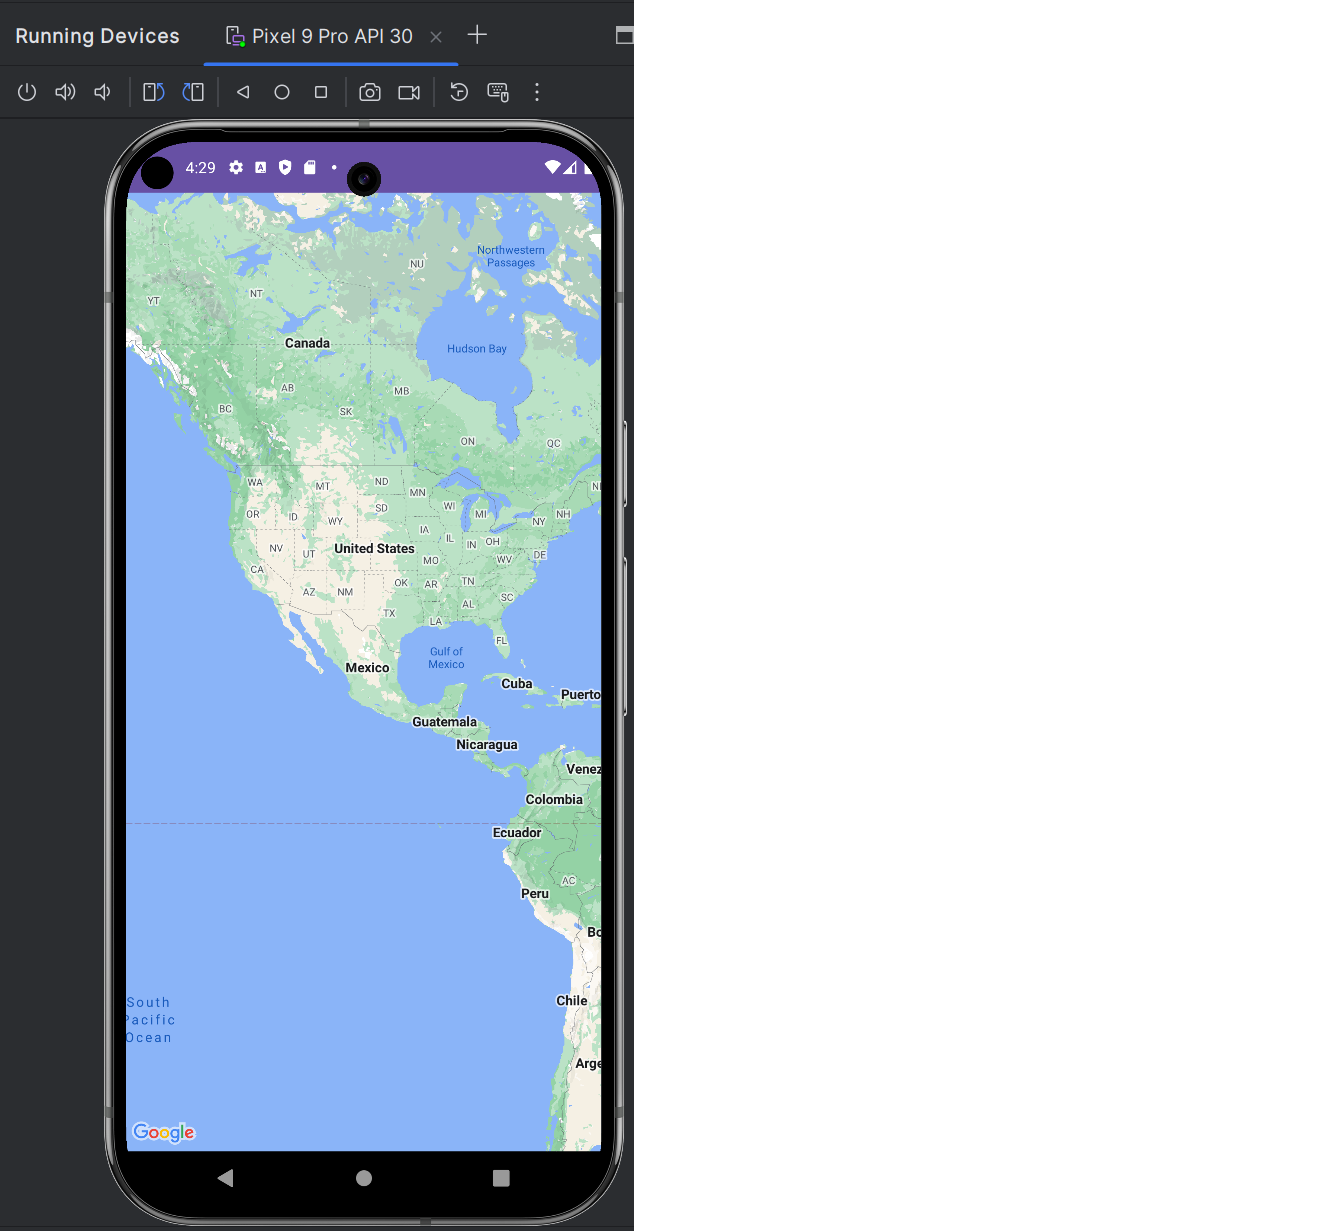 Running Devices
Pixel 9 Pro API 30
4:29
Northwestern
Passages
NU
NT
YT
Canada
Hudson Bay
AB
MB
BC
SK
ON
QC
WA
MT
ND
MN
SD
WI
MI
NY
NH
OR
ID
WY
IA
IL
IN
OH
NV
UT
United States
WV
DE
MO
CA
OK
AR
TN
AZ
NM
SC
AL
TX
LA
FL
Gulf of
Mexico
Mexico
Cuba
Puerto
Guatemala
Nicaragua
Venez
Colombia
Ecuador
AC
Peru
Bo
South
Pacific
Ocean
Chile
Arge
Google